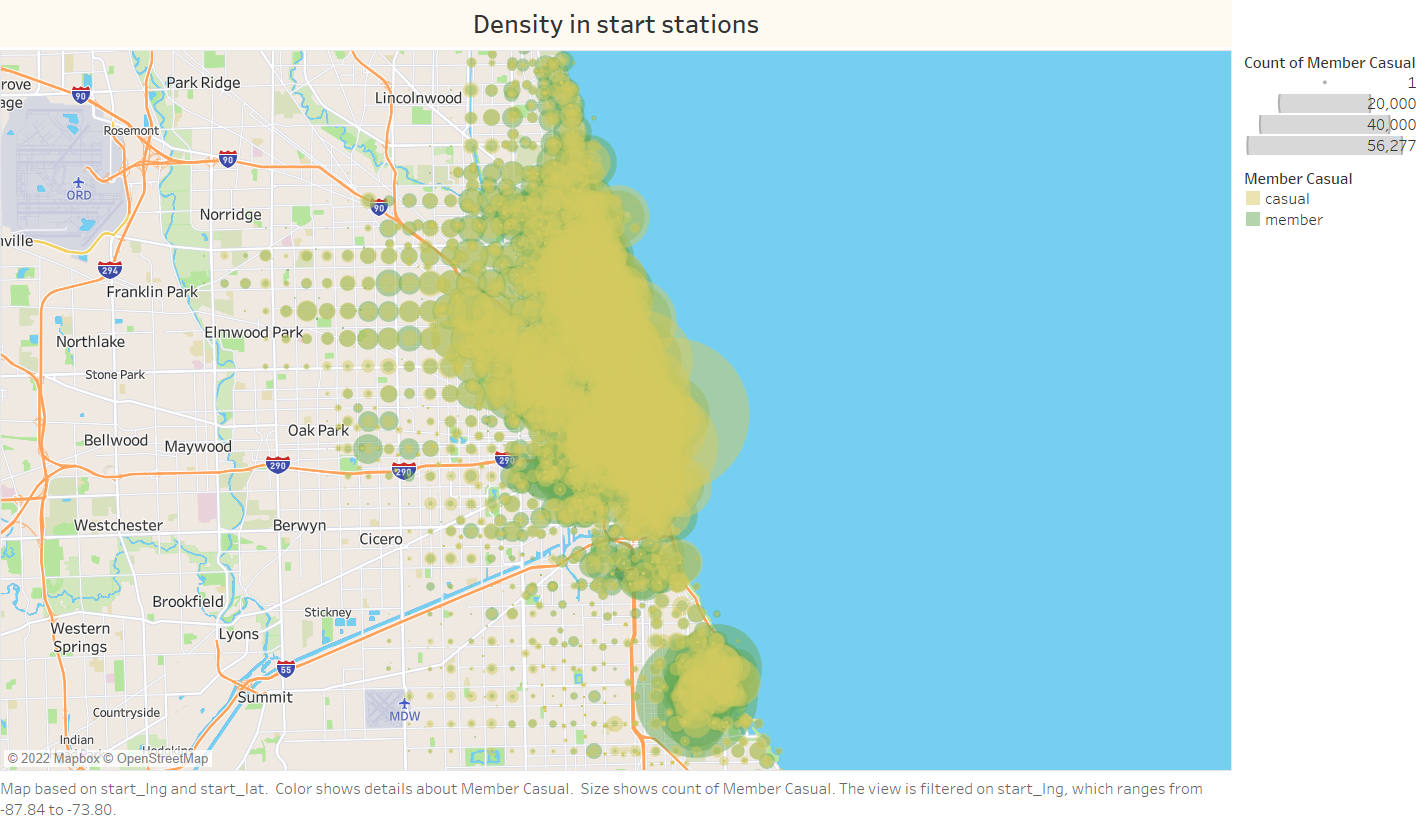 Density in start stations
Count of Member Casual
1
20,000
40,000
56,277
Member Casual
casual
member
Park Ridge
Lincolnwood
rove
age
90
Rosemont
90
ORD
Norridge
90
nville
294
Franklin Park
Elmwood Park
Northlake
Stone Park
Oak Park
Bellwood
Maywood
290
290
290
Westchester
Berwyn
Cicero
Brookfield
Stickney
Western
Springs
Lyons
55
Summit
MDW
Countryside
Indian
© 2022 Mapbox © OpenStreetMap
Map based on start_lng and start_lat.  Color shows details about Member Casual.  Size shows count of Member Casual. The view is filtered on start_lng, which ranges from
-87.84 to -73.80.